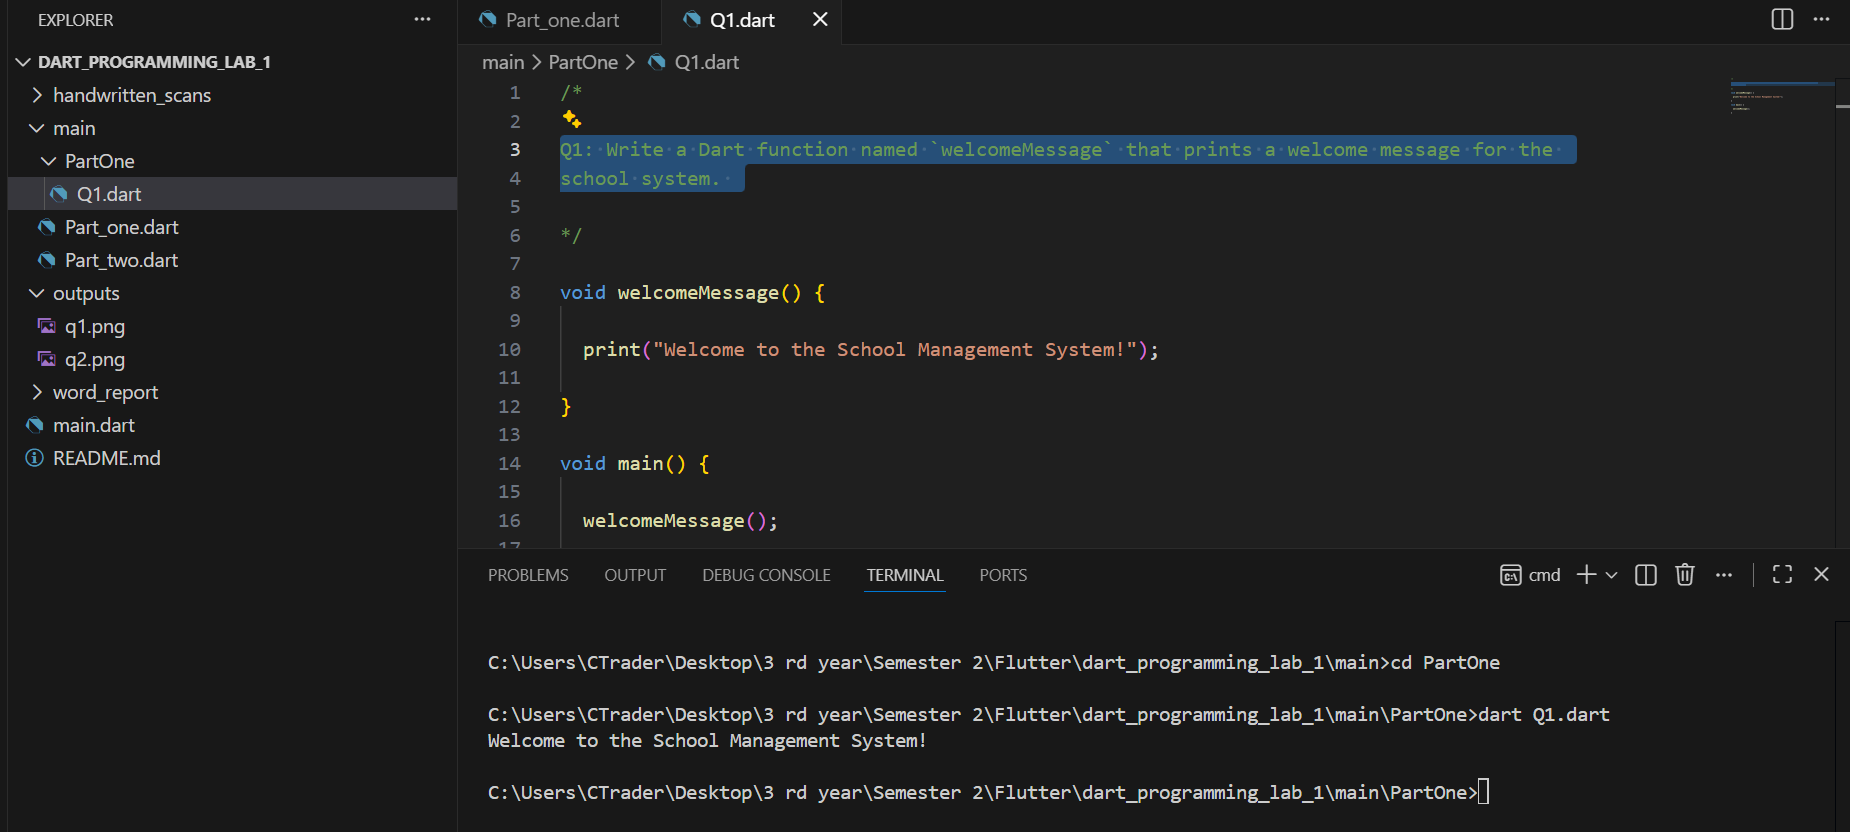 EXPLORER
DART_PROGRAMMING_LAB_1
handwritten_scans
main
PartOne
Q1.dart
Part_one.dart
Part_two.dart
outputs
q1.png
q2.png
word_report
main.dart
README.md
Part_one.dart Q1.dart
main > PartOne > Q1.dart
1 /*
2
3 Q1: Write a Dart function named `welcomeMessage` that prints a welcome message for the
4 school system.
5
6 */
7
8 void welcomeMessage() {
9
10 print("Welcome to the School Management System!");
11
12 }
13
14 void main() {
15
16 welcomeMessage();
17
PROBLEMS OUTPUT DEBUG CONSOLE TERMINAL PORTS cmd
C:\Users\CTrader\Desktop\3 rd year\Semester 2\Flutter\dart_programming_lab_1\main>cd PartOne
C:\Users\CTrader\Desktop\3 rd year\Semester 2\Flutter\dart_programming_lab_1\main\PartOne>dart Q1.dart
Welcome to the School Management System!
C:\Users\CTrader\Desktop\3 rd year\Semester 2\Flutter\dart_programming_lab_1\main\PartOne>